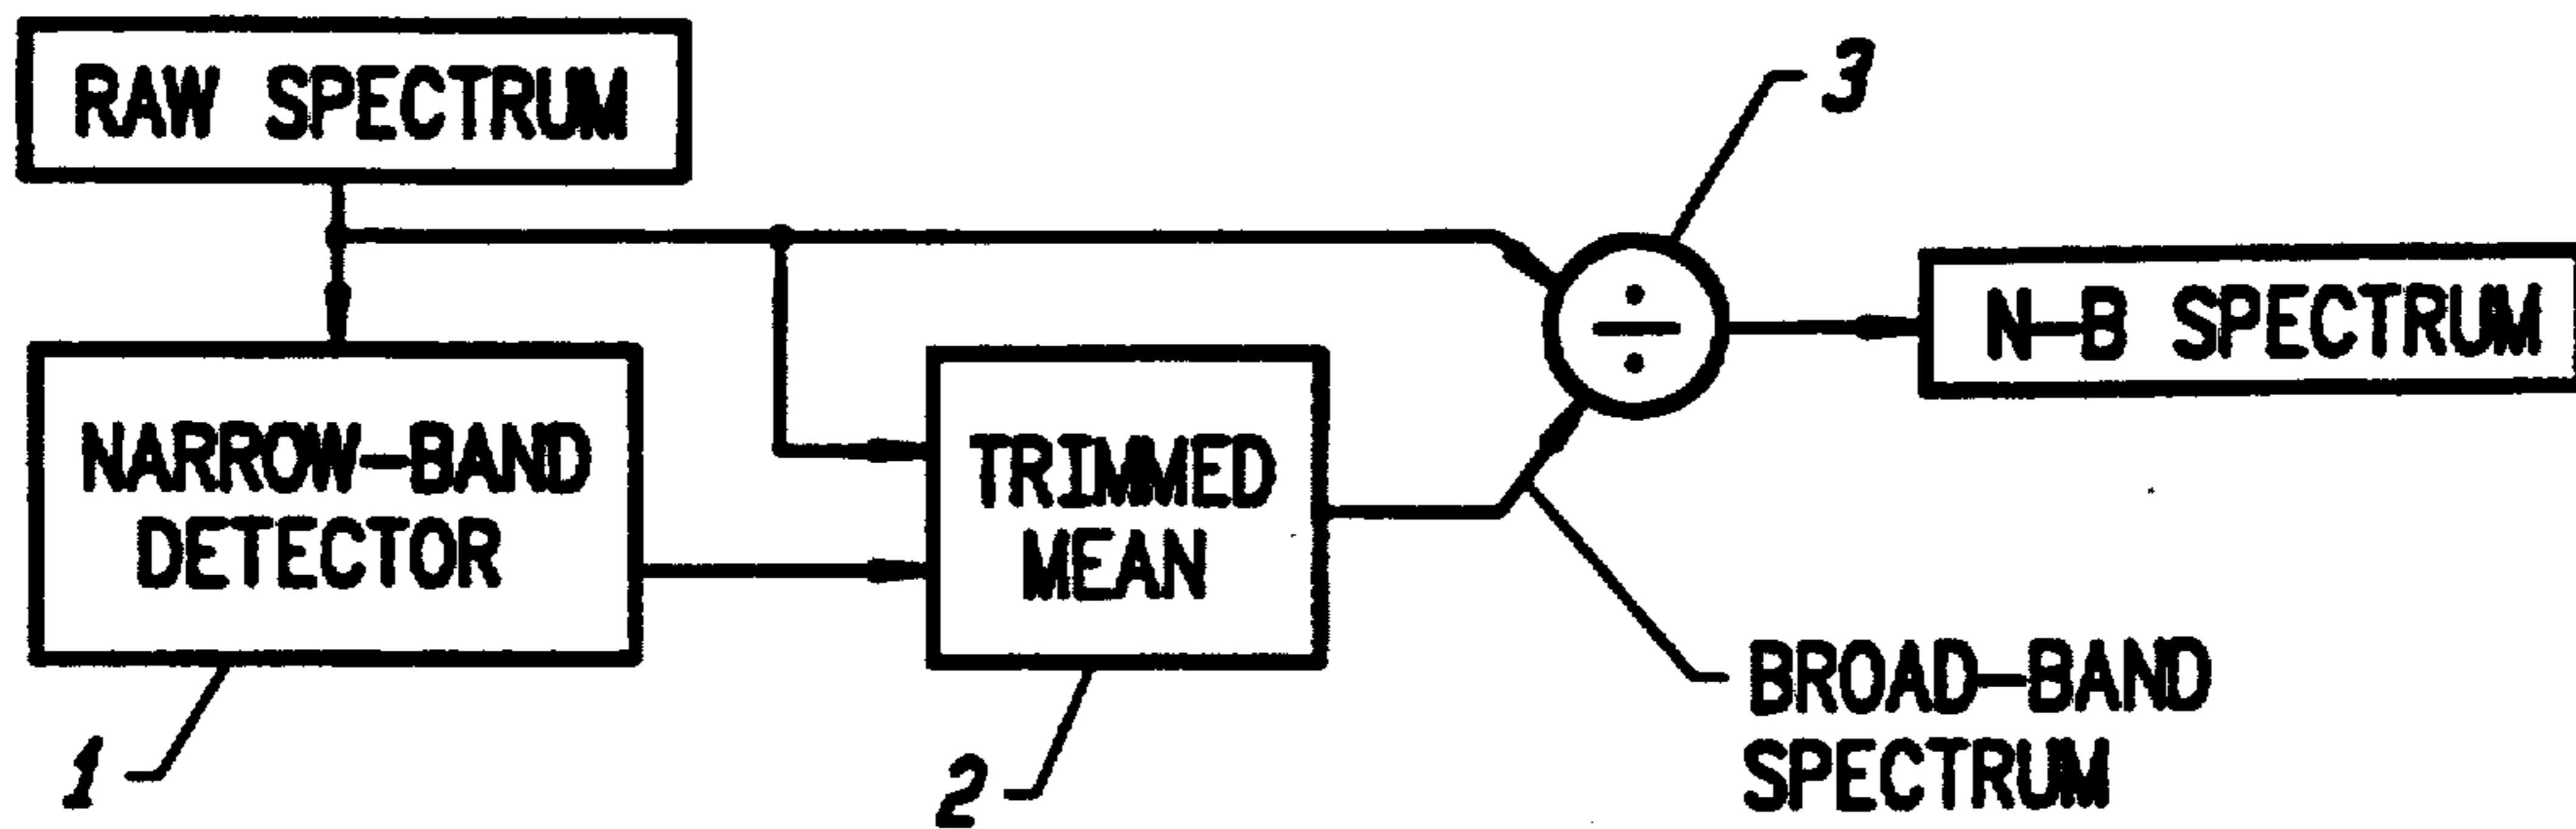 RAW SPECTRUM
3
÷
N-B SPECTRUM
NARROW-BAND
DETECTOR
TRIMMED
MEAN
BROAD-BAND
SPECTRUM
1
2